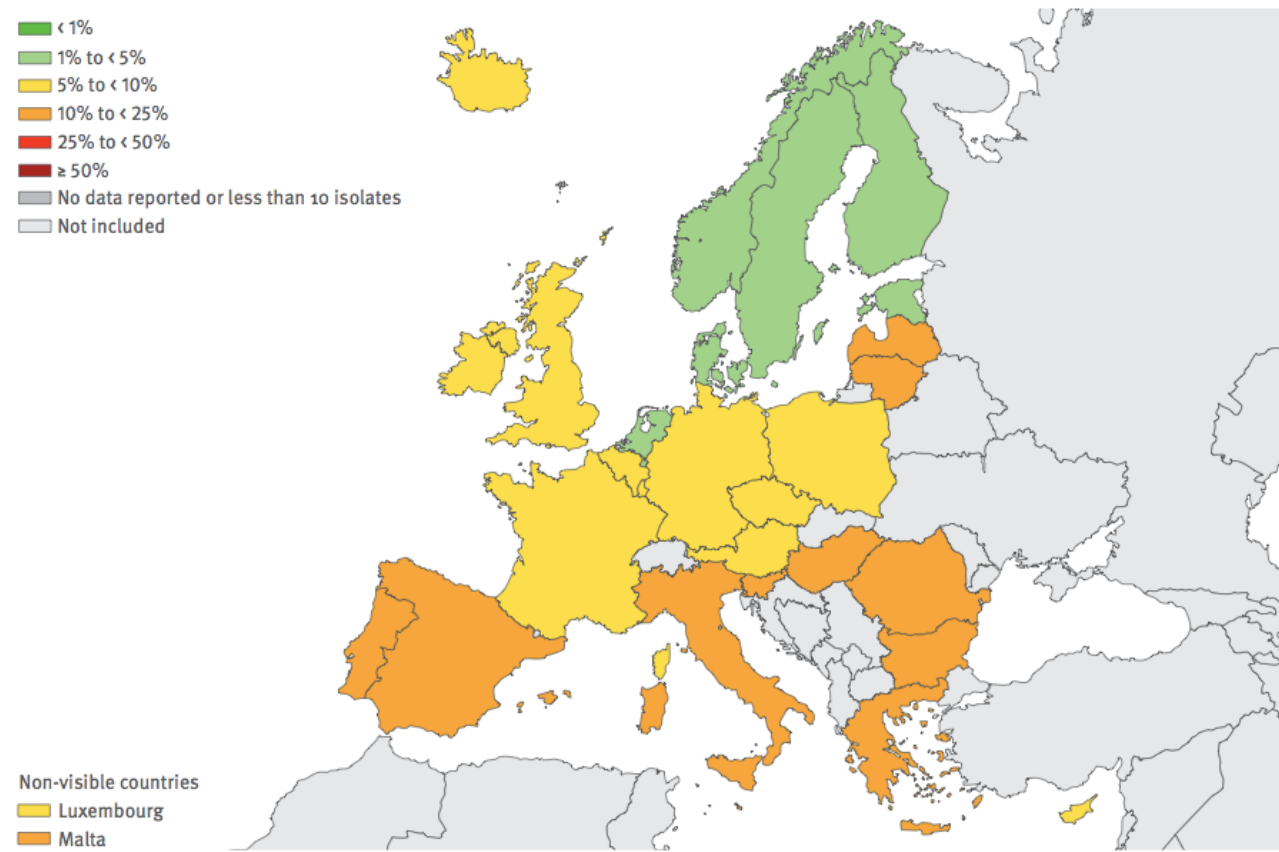 < 1%
1% to < 5%
5% to < 10%
10% to < 25%
25% to < 50%
≥ 50%
No data reported or less than 10 isolates
Not included
Non-visible countries
Luxembourg
Malta